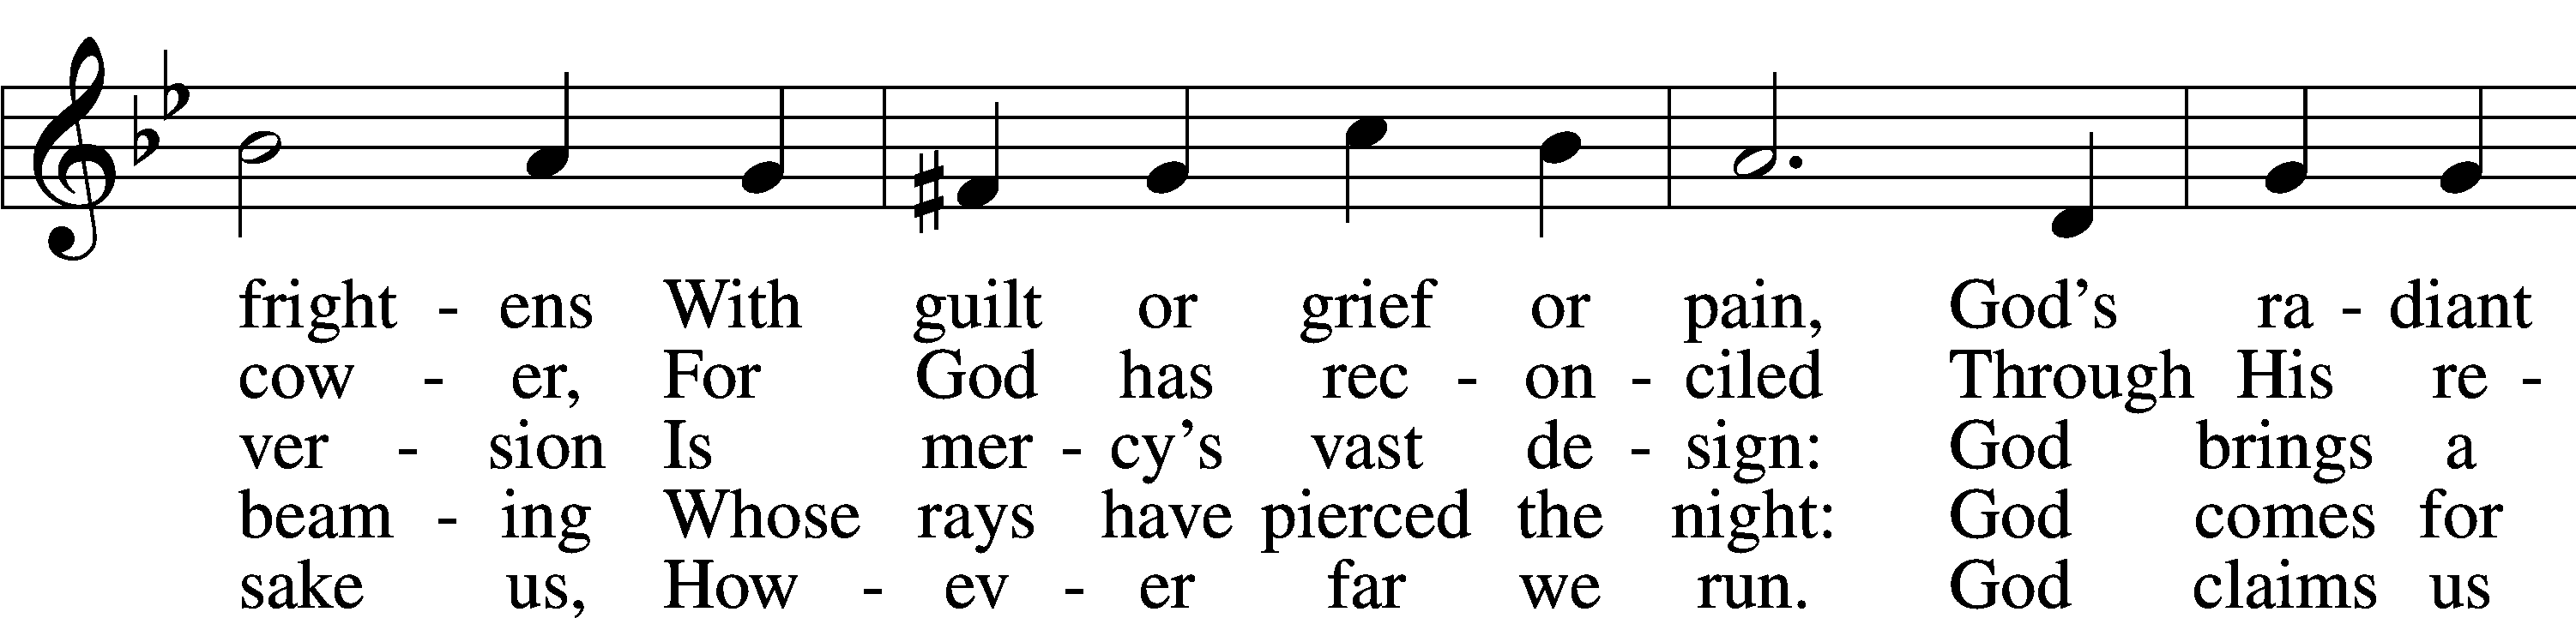 fright - ens With guilt or grief or pain, God's ra - diant
cow - er, For God has rec - on - ciled Through His re -
ver - sion Is mer - cy's vast de - sign: God brings a
beam - ing Whose rays have pierced the night: God comes for
sake us, How - ev - er far we run. God claims us